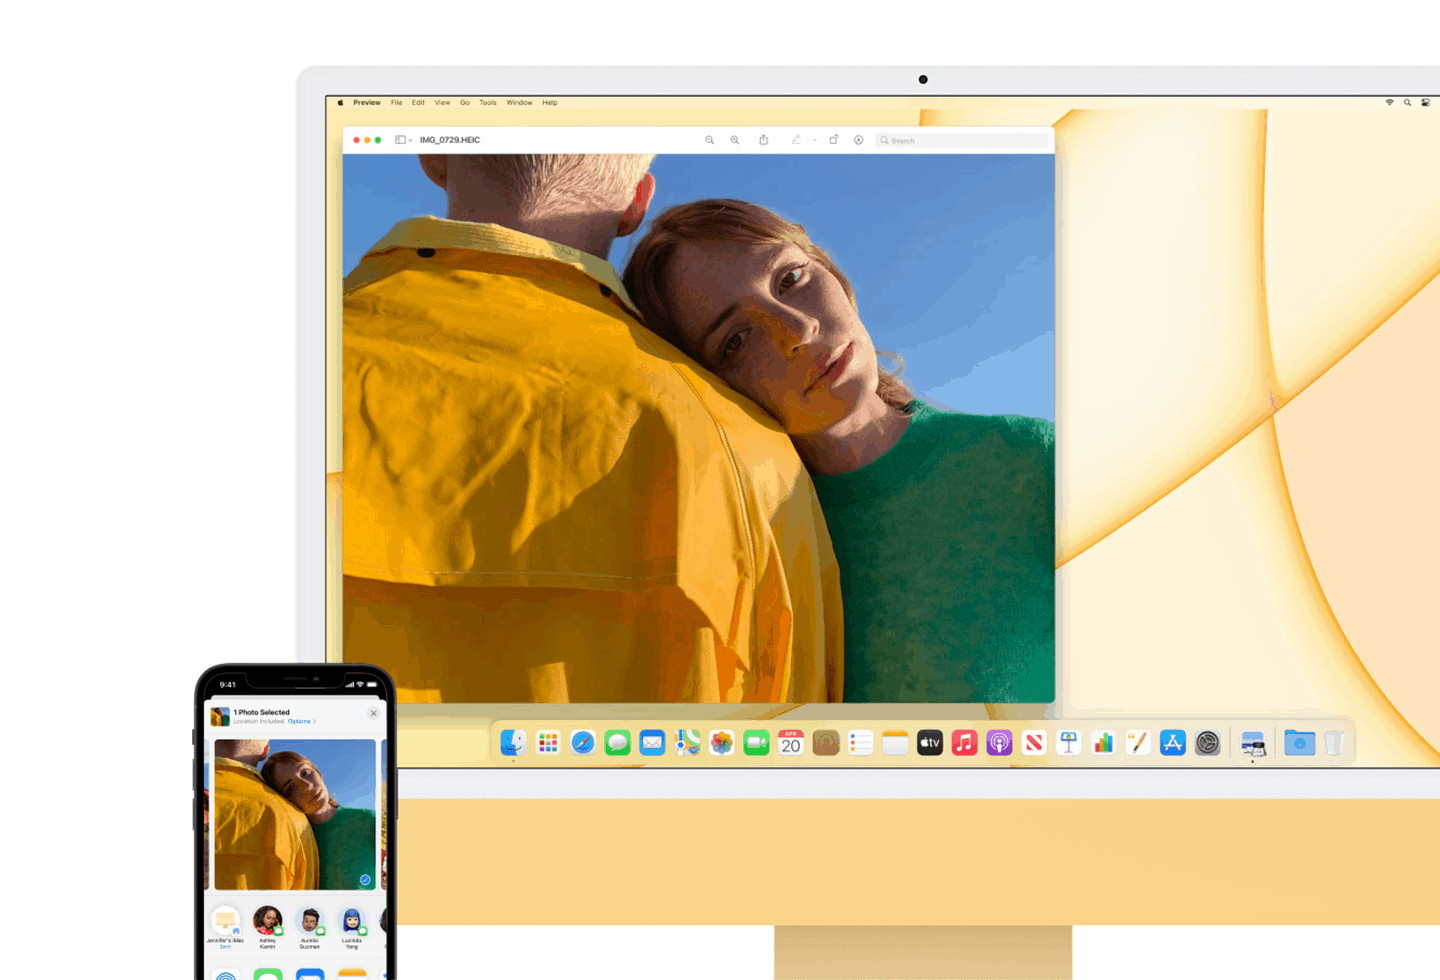 Preview File Edit View Go Tools Window Help
IMG_0729.HEIC
Search
APR
20
tv
9:41
1 Photo Selected
Location Included Options >
Jennifer's iMac
Sent
Ashley
Kamin
Aurelio
Guzman
Lucinda
Yang